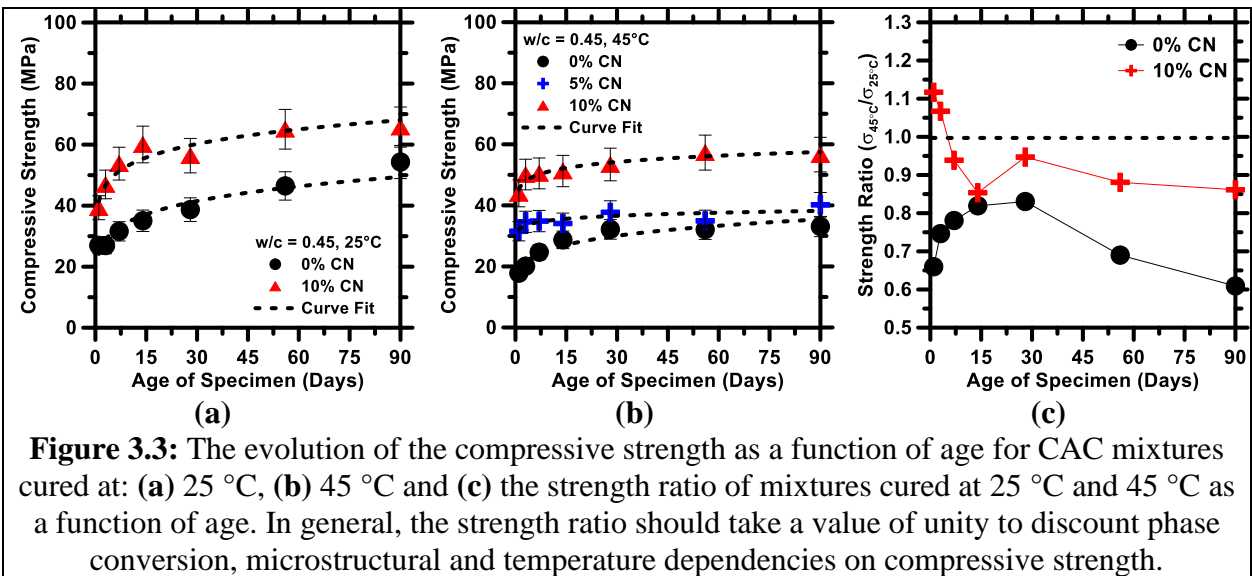 100
80
60
40
20
0
Compressive Strength (MPa)
w/c = 0.45, 25°C
0% CN
10% CN
Curve Fit
0 15 30 45 60 75 90
Age of Specimen (Days)
(a)
100
80
60
40
20
0
Compressive Strength (MPa)
w/c = 0.45, 45°C
0% CN
5% CN
10% CN
Curve Fit
0 15 30 45 60 75 90
Age of Specimen (Days)
(b)
1.3
1.2
1.1
1.0
0.9
0.8
0.7
0.6
0.5
Strength Ratio (σ45°C/σ25°C)
0% CN
10% CN
0 15 30 45 60 75 90
Age of Specimen (Days)
(c)
Figure 3.3: The evolution of the compressive strength as a function of age for CAC mixtures
cured at: (a) 25 °C, (b) 45 °C and (c) the strength ratio of mixtures cured at 25 °C and 45 °C as
a function of age. In general, the strength ratio should take a value of unity to discount phase
conversion, microstructural and temperature dependencies on compressive strength.